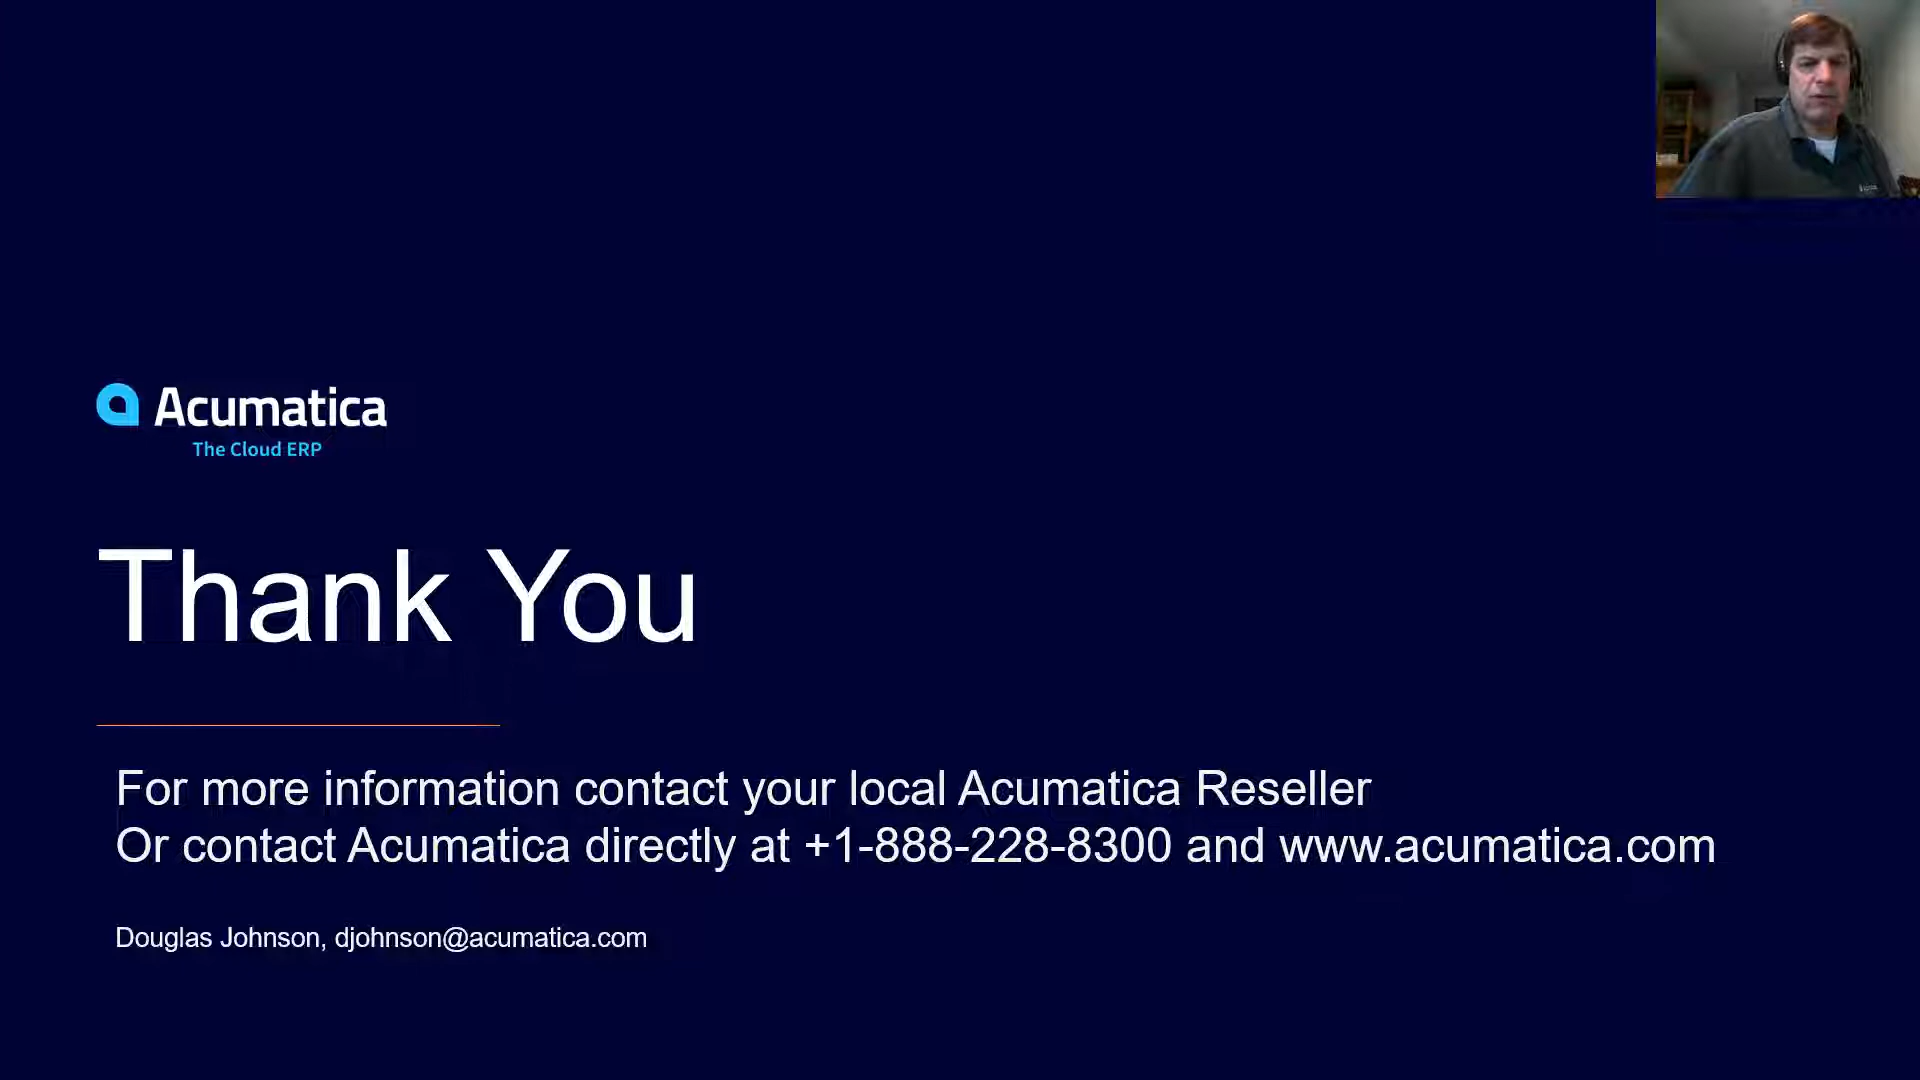 Acumatica
The Cloud ERP
Thank You
For more information contact your local Acumatica Reseller
Or contact Acumatica directly at +1-888-228-8300 and www.acumatica.com
Douglas Johnson, djohnson@acumatica.com